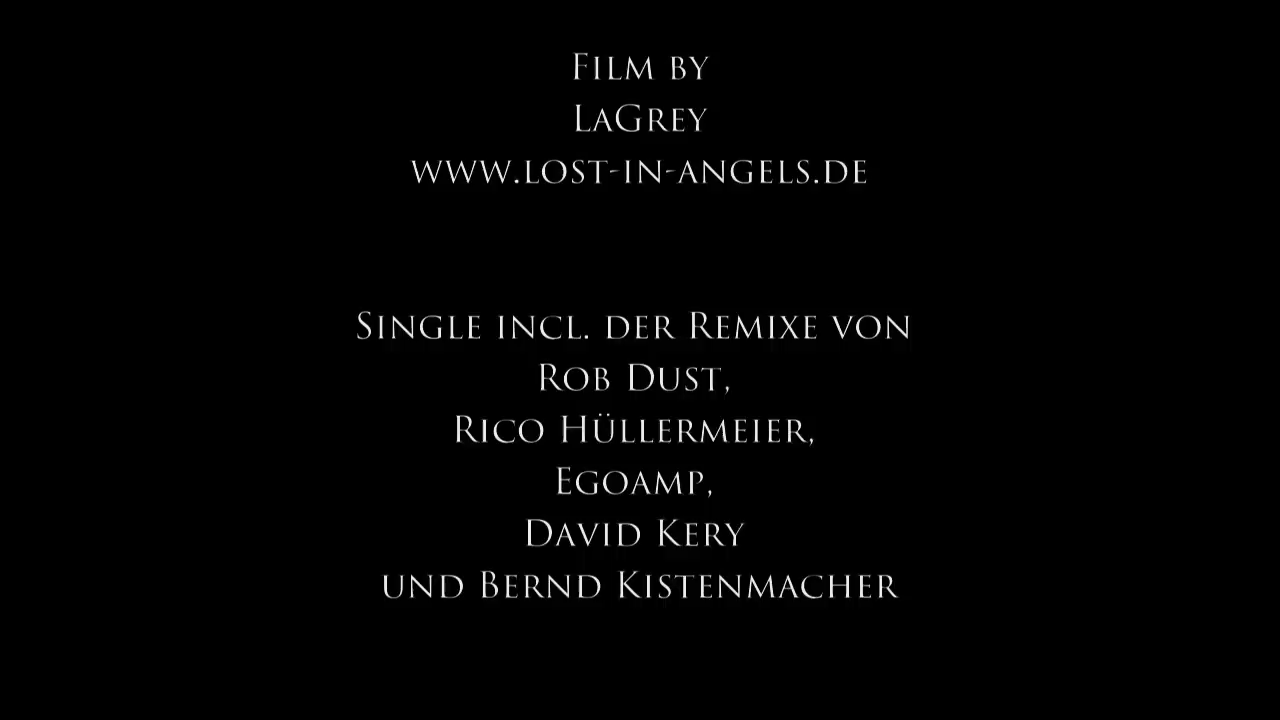 Film by
LaGrey
www.lost-in-angels.de
Single incl. der Remixe von
Rob Dust,
Rico Hüllermeier,
Egoamp,
David Kery
und Bernd Kistenmacher